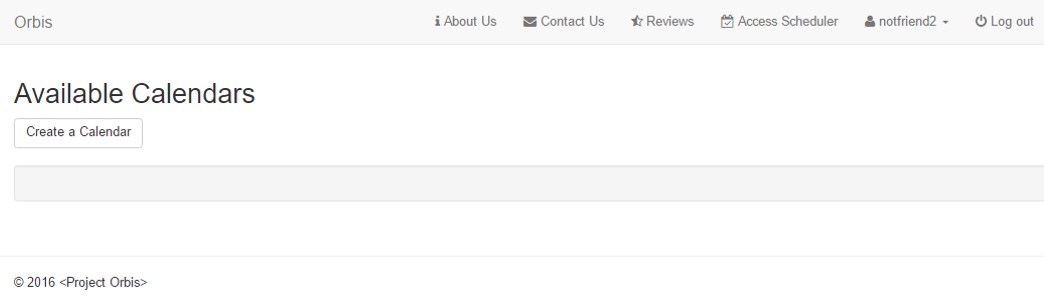 Orbis About Us Contact Us Reviews Access Scheduler notfriend2 Log out
Available Calendars
Create a Calendar
© 2016 <Project Orbis>